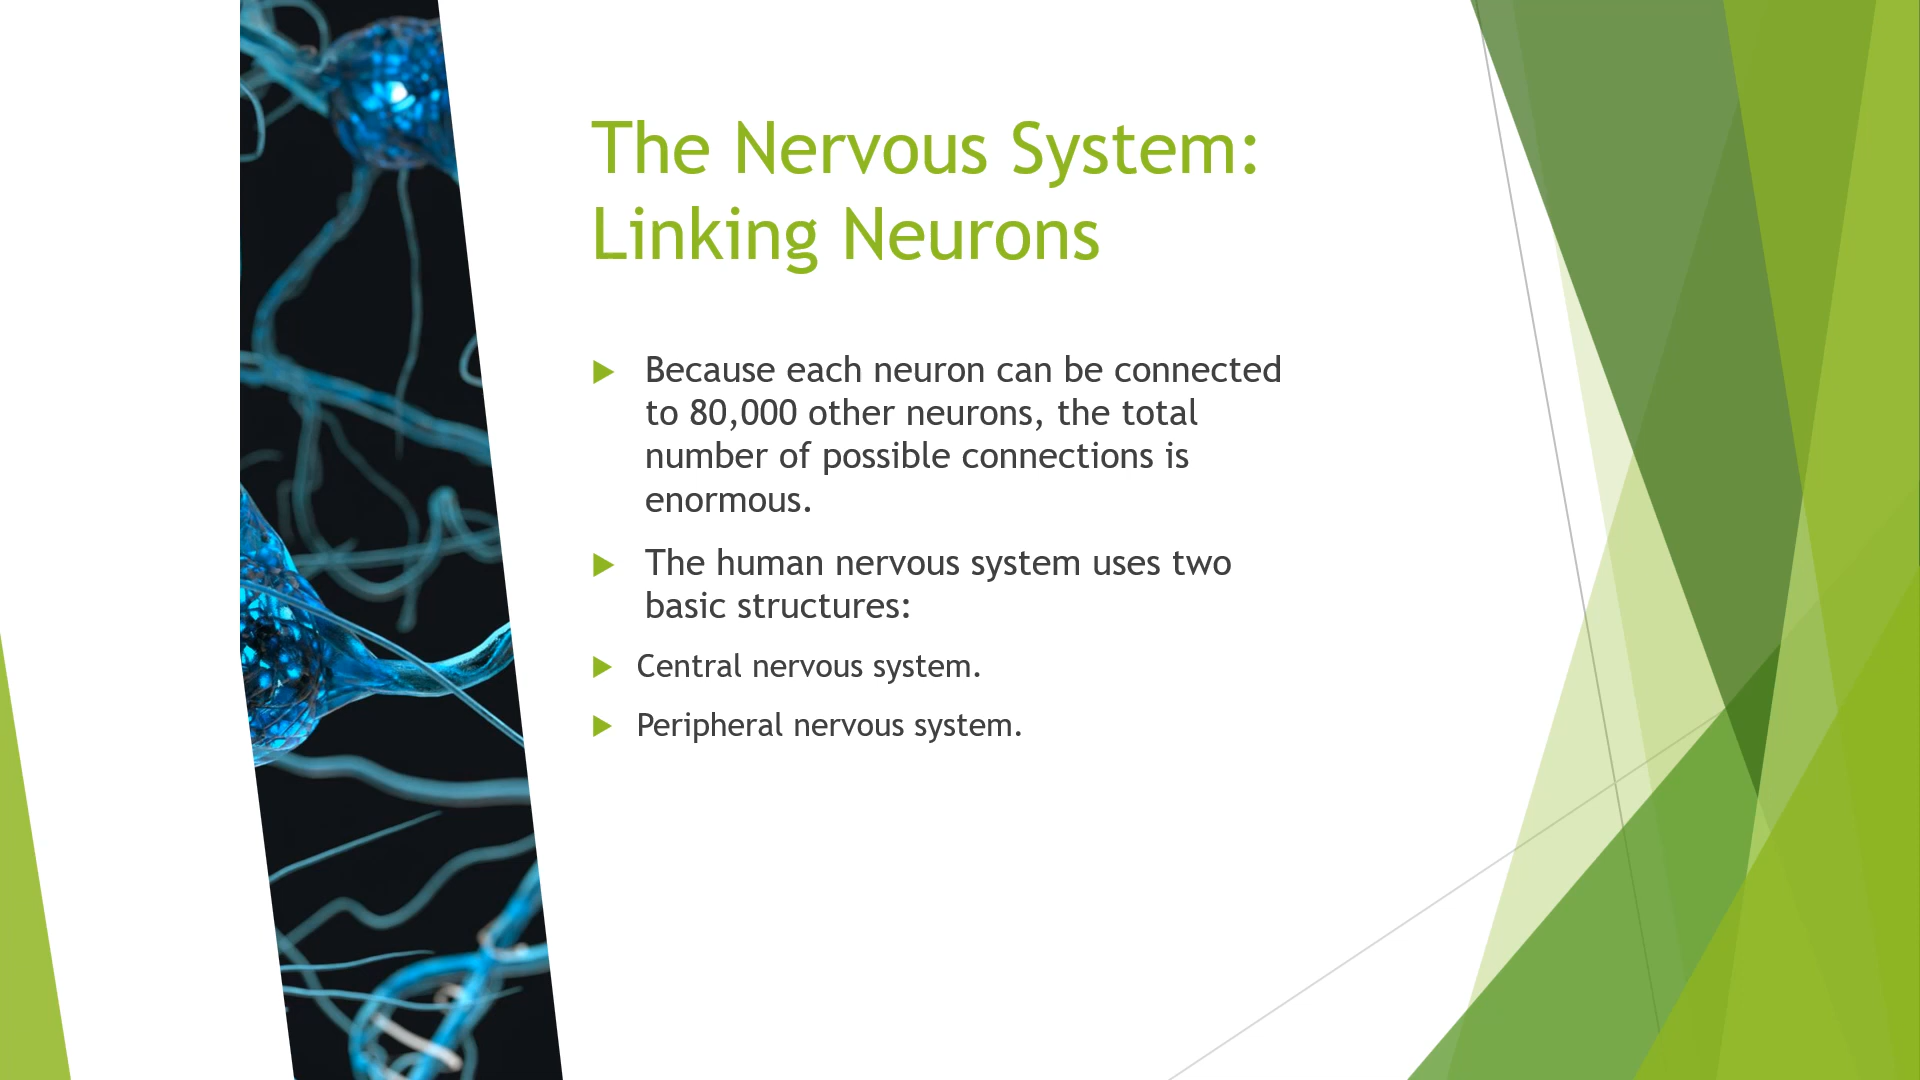 The Nervous System:
Linking Neurons
Because each neuron can be connected
to 80,000 other neurons, the total
number of possible connections is
enormous.
The human nervous system uses two
basic structures:
Central nervous system.
Peripheral nervous system.